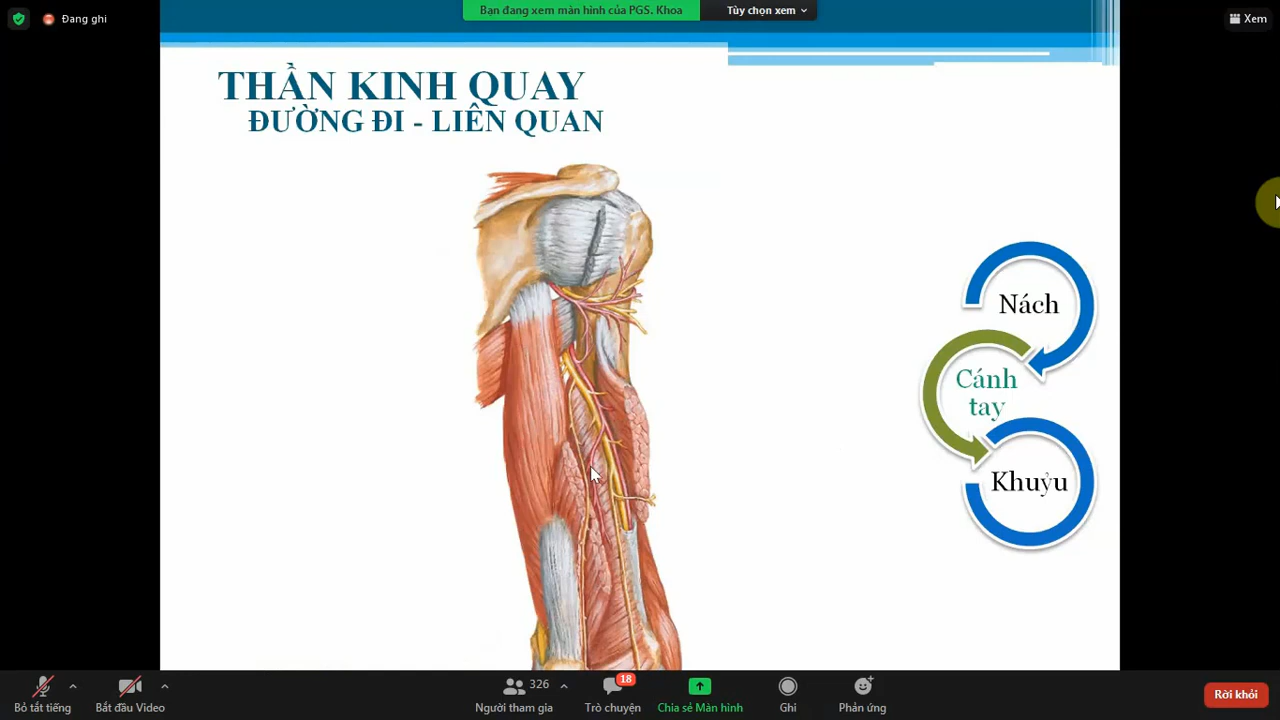 Đang ghi
Bạn đang xem màn hình của PGS. Khoa
Tùy chọn xem
Xem
THẦN KINH QUAY
ĐƯỜNG ĐI - LIÊN QUAN
Nách
Cánh
tay
Khuỷu
Bỏ tắt tiếng
Bắt đầu Video
326
Người tham gia
18
Trò chuyện
Chia sẻ Màn hình
Ghi
Phản ứng
Rời khỏi